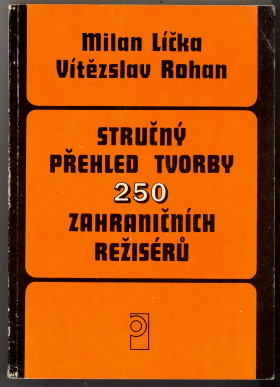 Milan Líčka
Vítězslav Rohan
STRUČNÝ
PŘEHLED TVORBY
250
ZAHRANIČNÍCH
REŽISÉRŮ